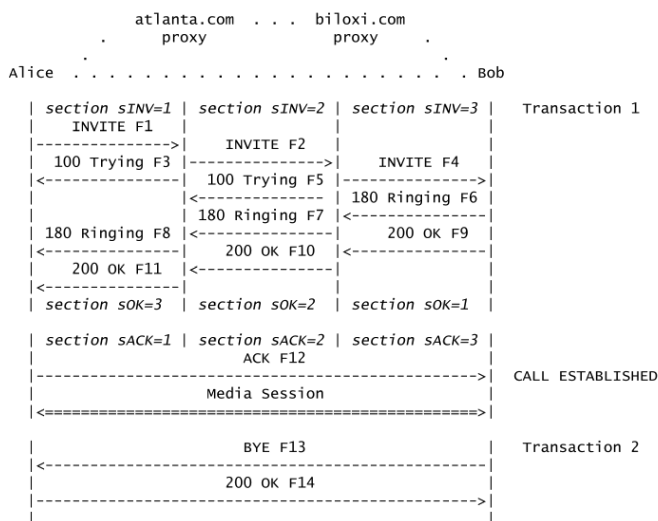 atlanta.com . . . biloxi.com
. proxy proxy .
. .
Alice . . . . . . . . . . . . . . . . . . . . . . Bob
| section sINV=1 | section sINV=2 | section sINV=3 | Transaction 1
| INVITE F1 | | |
|--------------->| INVITE F2 | |
| 100 Trying F3 |--------------->| INVITE F4 |
|<---------------| 100 Trying F5 |--------------->|
| |<-------------- | 180 Ringing F6 |
| | 180 Ringing F7 |<---------------|
| 180 Ringing F8 |<---------------| 200 OK F9 |
|<---------------| 200 OK F10 |<---------------|
| 200 OK F11 |<---------------| |
|<---------------| | |
| section sOK=3 | section sOK=2 | section sOK=1 |
| section sACK=1 | section sACK=2 | section sACK=3 |
| ACK F12 |
|------------------------------------------------->| CALL ESTABLISHED
| Media Session |
|<================================================>|
| BYE F13 | Transaction 2
|<-------------------------------------------------|
| 200 OK F14 |
|------------------------------------------------->|
| |